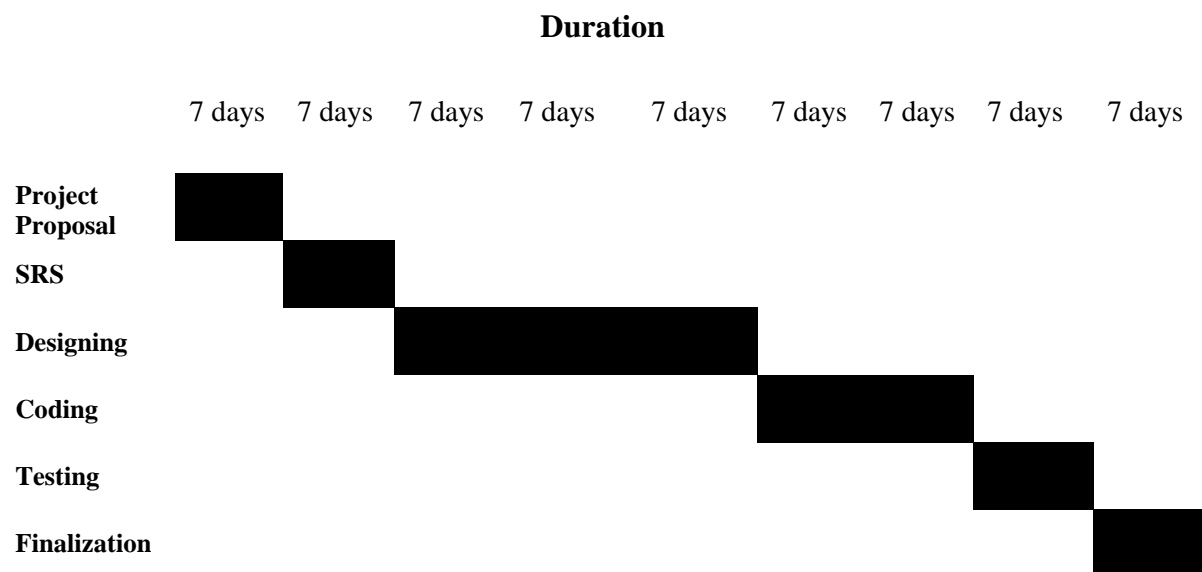 Duration
7 days 7 days 7 days 7 days 7 days 7 days 7 days 7 days 7 days
Project
Proposal
SRS
Designing
Coding
Testing
Finalization